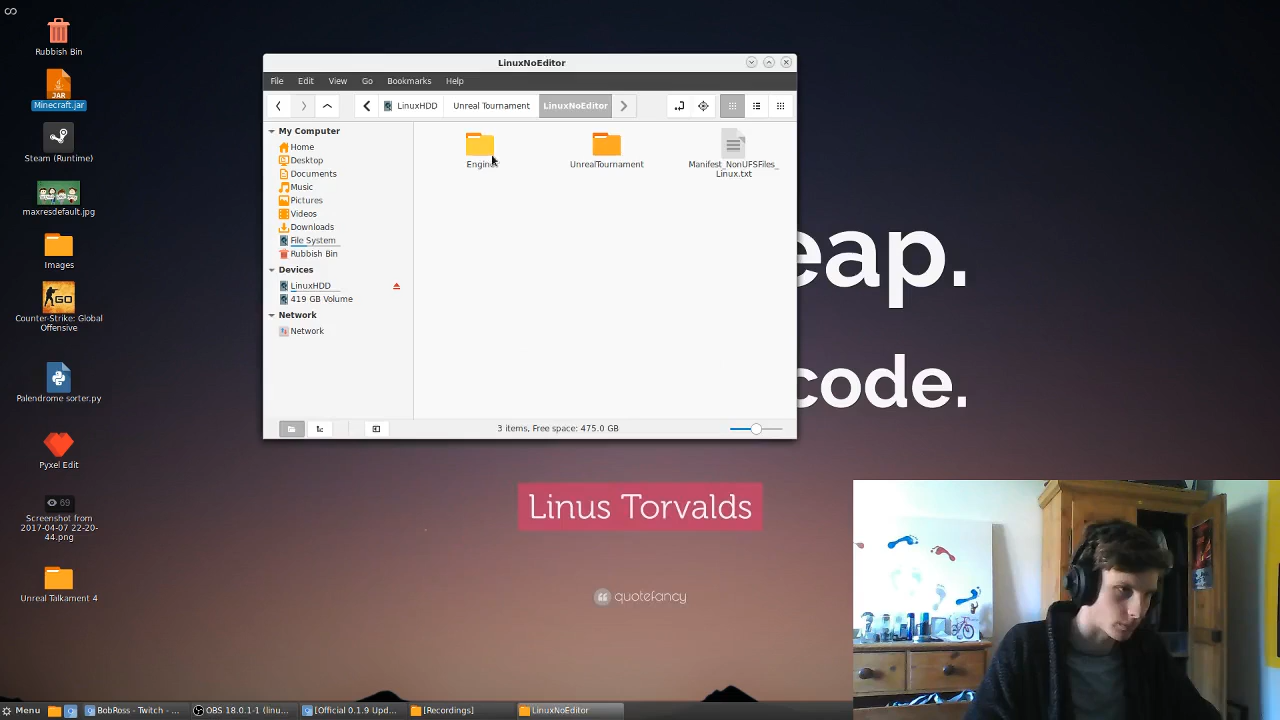 Rubbish Bin
Minecraft.jar
JAR
Steam (Runtime)
maxresdefault.jpg
Images
GO
Counter-Strike: Global
Offensive
Palendrome sorter.py
Pyxel Edit
69
Screenshot from
2017-04-07 22-20-
44.png
Unreal Talkament 4
LinuxNoEditor
File Edit View Go Bookmarks Help
LinuxHDD Unreal Tournament LinuxNoEditor
My Computer
Home
Desktop
Documents
Music
Pictures
Videos
Downloads
File System
Rubbish Bin
Devices
LinuxHDD
419 GB Volume
Network
Network
Engine
UnrealTournament
Manifest_NonUFSFiles_
Linux.txt
3 items, Free space: 475.0 GB
eap.
code.
Linus Torvalds
quotefancy
Menu
BobRoss - Twitch - ...
OBS 18.0.1-1 (linu...
[Official 0.1.9 Upd...
[Recordings]
LinuxNoEditor